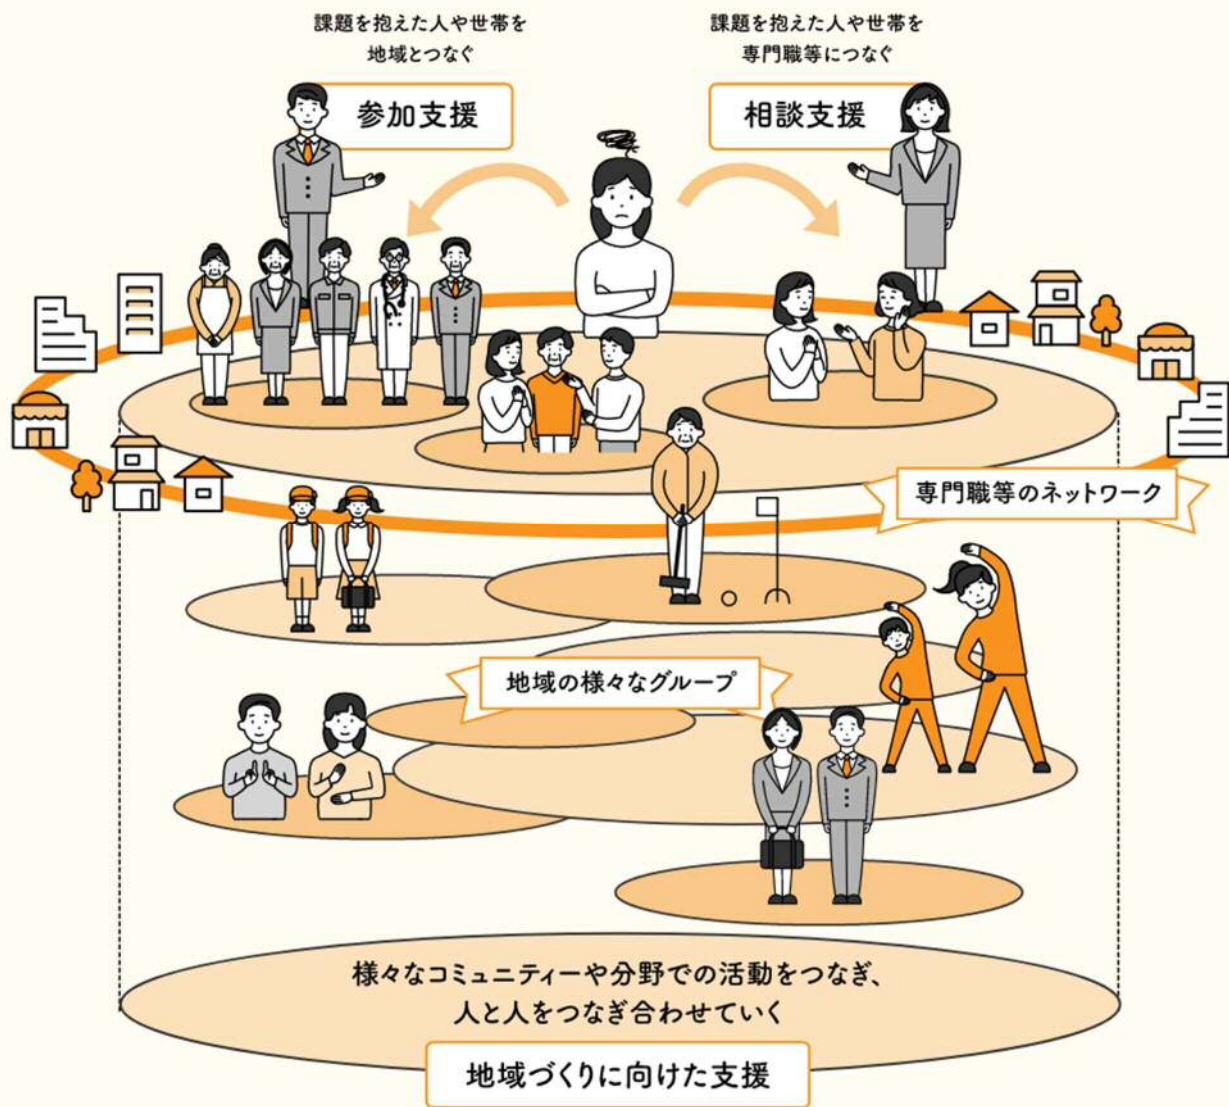 課題を抱えた人や世帯を
地域とつなぐ
参加支援
課題を抱えた人や世帯を
専門職等につなぐ
相談支援
専門職等のネットワーク
地域の様々なグループ
様々なコミュニティーや分野での活動をつなぎ、
人と人をつなぎ合わせていく
地域づくりに向けた支援